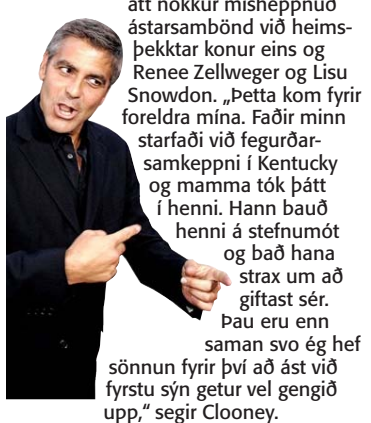 átt nokkur misheppnuð
ástarsambönd við heims-
þekktar konur eins og
Renee Zellweger og Lisu
Snowdon. „Þetta kom fyrir
foreldra mína. Faðir minn
starfaði við fegurðar-
samkeppni í Kentucky
og mamma tók þátt
í henni. Hann bauð
henni á stefnumót
og bað hana
strax um að
giftast sér.
Þau eru enn
saman svo ég hef
sönnun fyrir því að ást við
fyrstu sýn getur vel gengið
upp,“ segir Clooney.